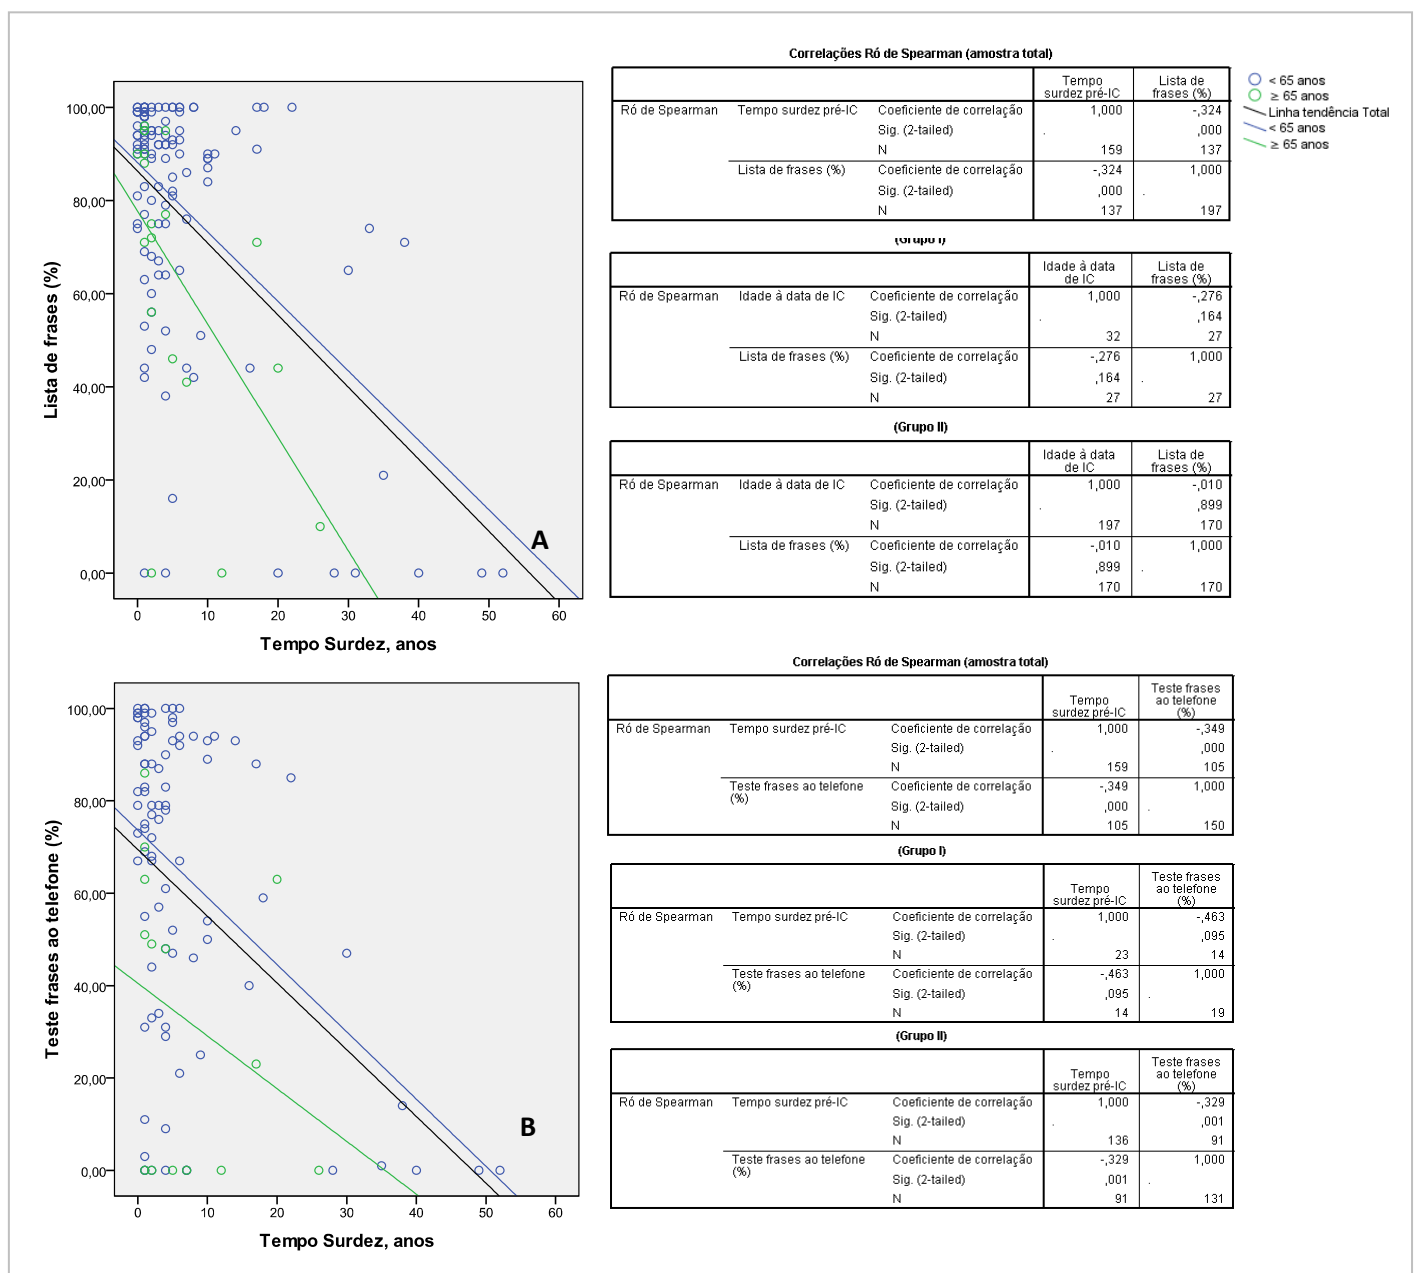 Correlações Ró de Spearman (amostra total)
Tempo surdez pré-IC Lista de frases (%)
Ró de Spearman Tempo surdez pré-IC Coeficiente de correlação 1,000 -,324
Sig. (2-tailed) . ,000
N 159 137
Lista de frases (%) Coeficiente de correlação -,324 1,000
Sig. (2-tailed) ,000 .
N 137 197
< 65 anos
≥ 65 anos
Linha tendência Total
< 65 anos
≥ 65 anos
(Grupo I)
Idade à data de IC Lista de frases (%)
Ró de Spearman Idade à data de IC Coeficiente de correlação 1,000 -,276
Sig. (2-tailed) . ,164
N 32 27
Lista de frases (%) Coeficiente de correlação -,276 1,000
Sig. (2-tailed) ,164 .
N 27 27
(Grupo II)
Idade à data de IC Lista de frases (%)
Ró de Spearman Idade à data de IC Coeficiente de correlação 1,000 -,010
Sig. (2-tailed) . ,899
N 197 170
Lista de frases (%) Coeficiente de correlação -,010 1,000
Sig. (2-tailed) ,899 .
N 170 170
Lista de frases (%)
100,00
80,00
60,00
40,00
20,00
0,00
A
0 10 20 30 40 50 60
Tempo Surdez, anos
Correlações Ró de Spearman (amostra total)
Tempo surdez pré-IC Teste frases ao telefone (%)
Ró de Spearman Tempo surdez pré-IC Coeficiente de correlação 1,000 -,349
Sig. (2-tailed) . ,000
N 159 105
Teste frases ao telefone (%) Coeficiente de correlação -,349 1,000
Sig. (2-tailed) ,000 .
N 105 150
(Grupo I)
Tempo surdez pré-IC Teste frases ao telefone (%)
Ró de Spearman Tempo surdez pré-IC Coeficiente de correlação 1,000 -,463
Sig. (2-tailed) . ,095
N 23 14
Teste frases ao telefone (%) Coeficiente de correlação -,463 1,000
Sig. (2-tailed) ,095 .
N 14 19
(Grupo II)
Tempo surdez pré-IC Teste frases ao telefone (%)
Ró de Spearman Tempo surdez pré-IC Coeficiente de correlação 1,000 -,329
Sig. (2-tailed) . ,001
N 136 91
Teste frases ao telefone (%) Coeficiente de correlação -,329 1,000
Sig. (2-tailed) ,001 .
N 91 131
Teste frases ao telefone (%)
100,00
80,00
60,00
40,00
20,00
0,00
B
0 10 20 30 40 50 60
Tempo Surdez, anos